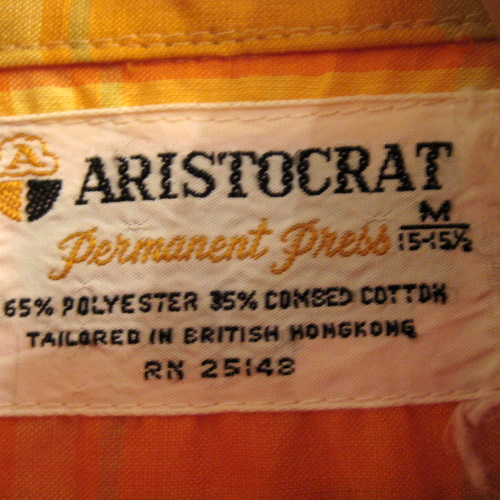 A
ARISTOCRAT
Permanent Press
M
15-15½
65% POLYESTER 35% COMBED COTTON
TAILORED IN BRITISH HONGKONG
RN 25148